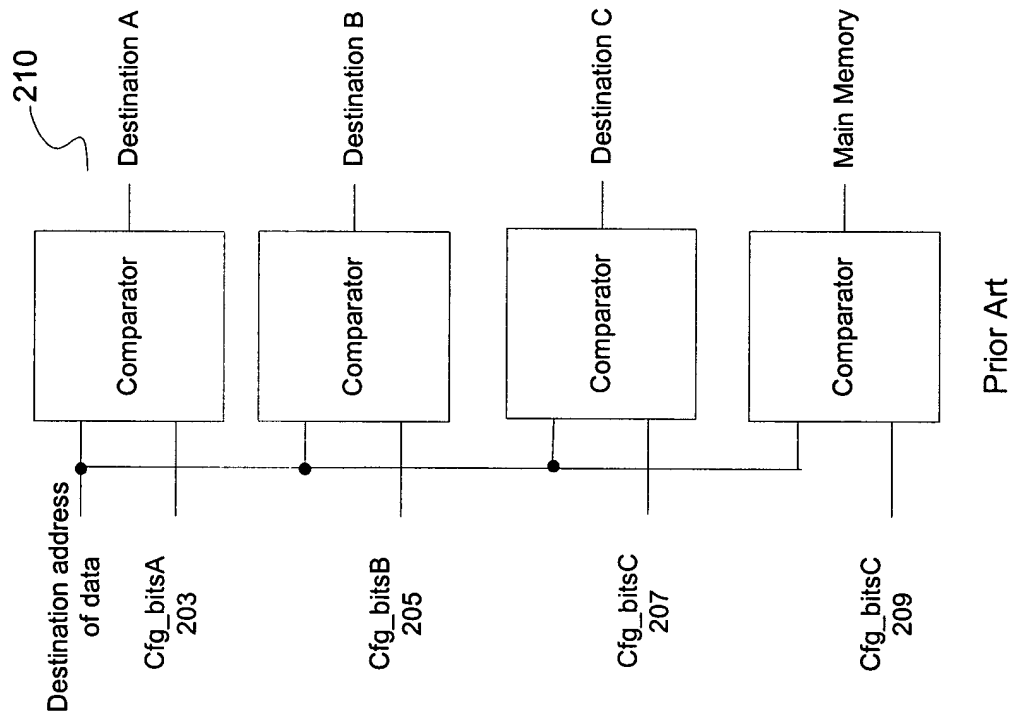 210
Destination address
of data
Cfg_bitsA
203
Comparator
Destination A
Cfg_bitsB
205
Comparator
Destination B
Cfg_bitsC
207
Comparator
Destination C
Cfg_bitsC
209
Comparator
Main Memory
Prior Art